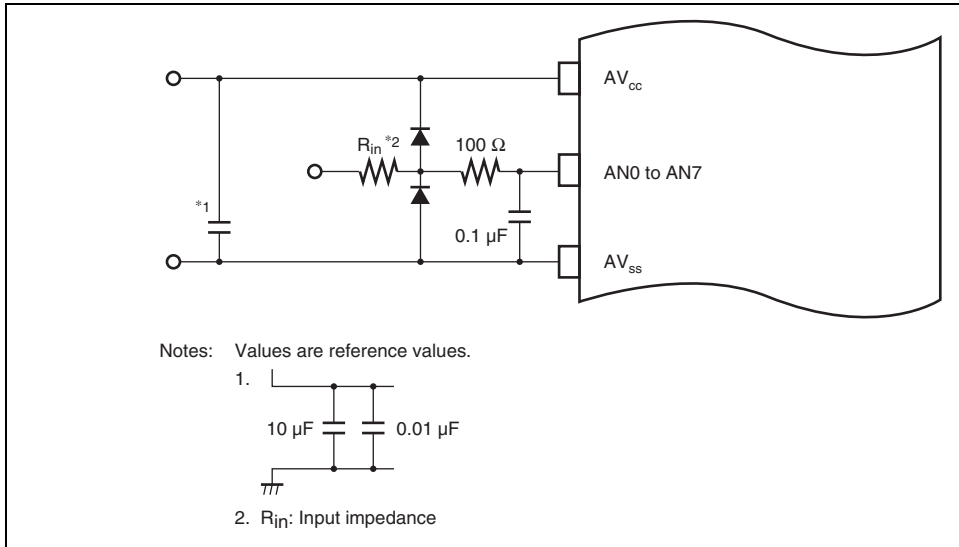 AVcc
Rin *2
100 Ω
AN0 to AN7
*1
0.1 µF
AVss
Notes: Values are reference values.
1.
10 µF
0.01 µF
2. Rin: Input impedance